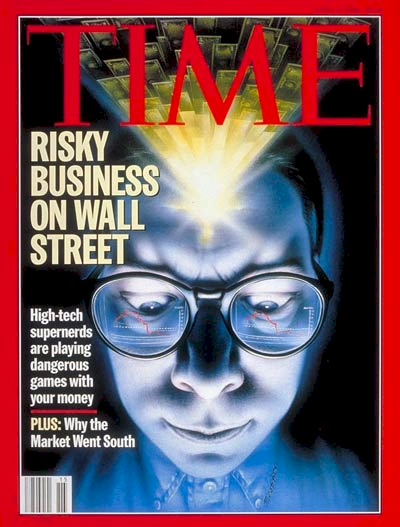 TIME
RISKY
BUSINESS
ON WALL
STREET
High-tech
supernerds
are playing
dangerous
games with
your money
PLUS: Why the
Market Went South
15